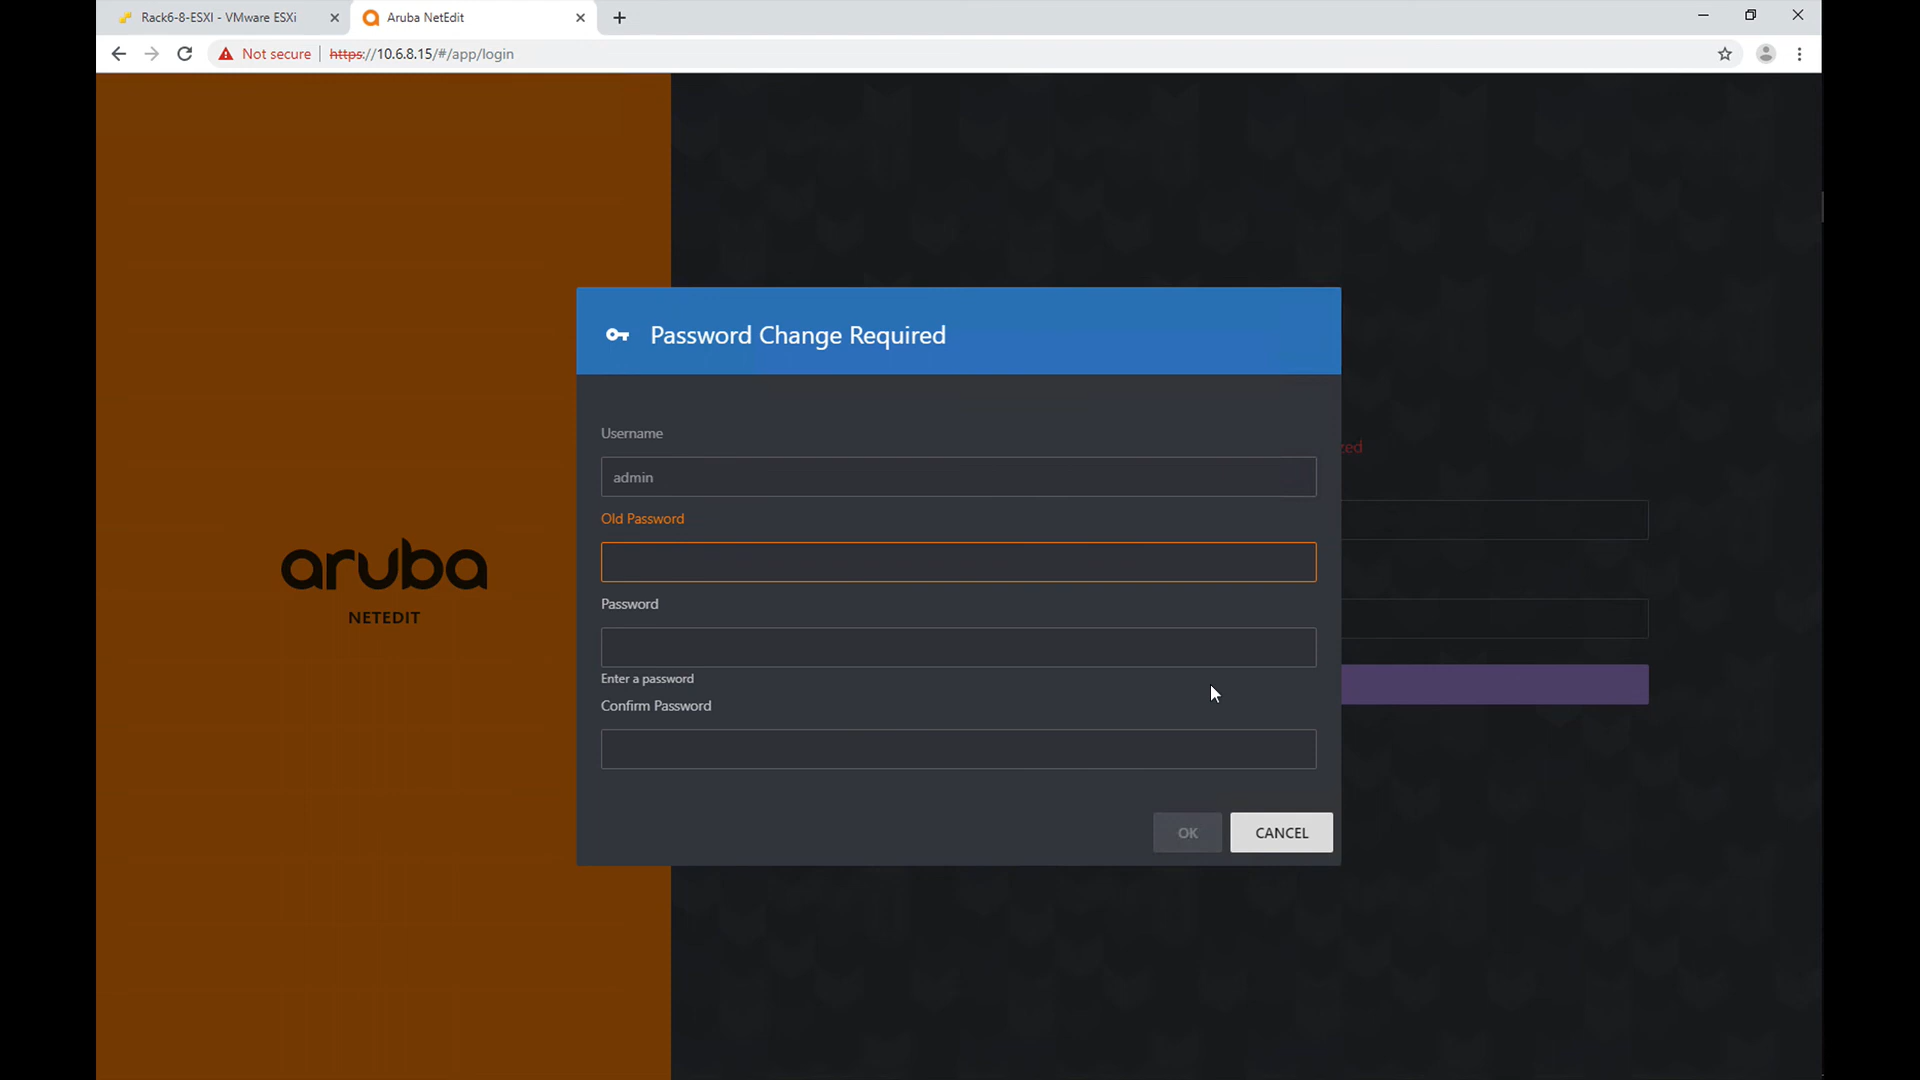 Rack6-8-ESXI - VMware ESXi
Aruba NetEdit
Not secure
https://10.6.8.15/#/app/login
Password Change Required
Username
admin
Old Password
aruba
NETEDIT
Password
Enter a password
Confirm Password
OK
CANCEL